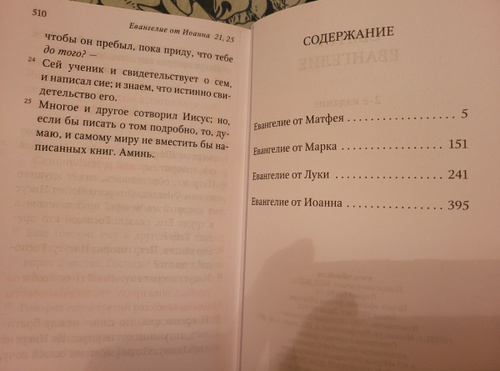 510
Евангелие от Иоанна 21, 25
чтобы он пребыл, пока приду, что тебе
до того? —
24 Сей ученик и свидетельствует о сем,
и написал сие; и знаем, что истинно сви-
детельство его.
25 Многое и другое сотворил Иисус; но,
если бы писать о том подробно, то, ду-
маю, и самому миру не вместить бы на-
писанных книг. Аминь.
СОДЕРЖАНИЕ
Евангелие от Матфея . . . . . . . . . . . . . . . . . . 5
Евангелие от Марка . . . . . . . . . . . . . . . . . 151
Евангелие от Луки . . . . . . . . . . . . . . . . . . 241
Евангелие от Иоанна . . . . . . . . . . . . . . . . 395